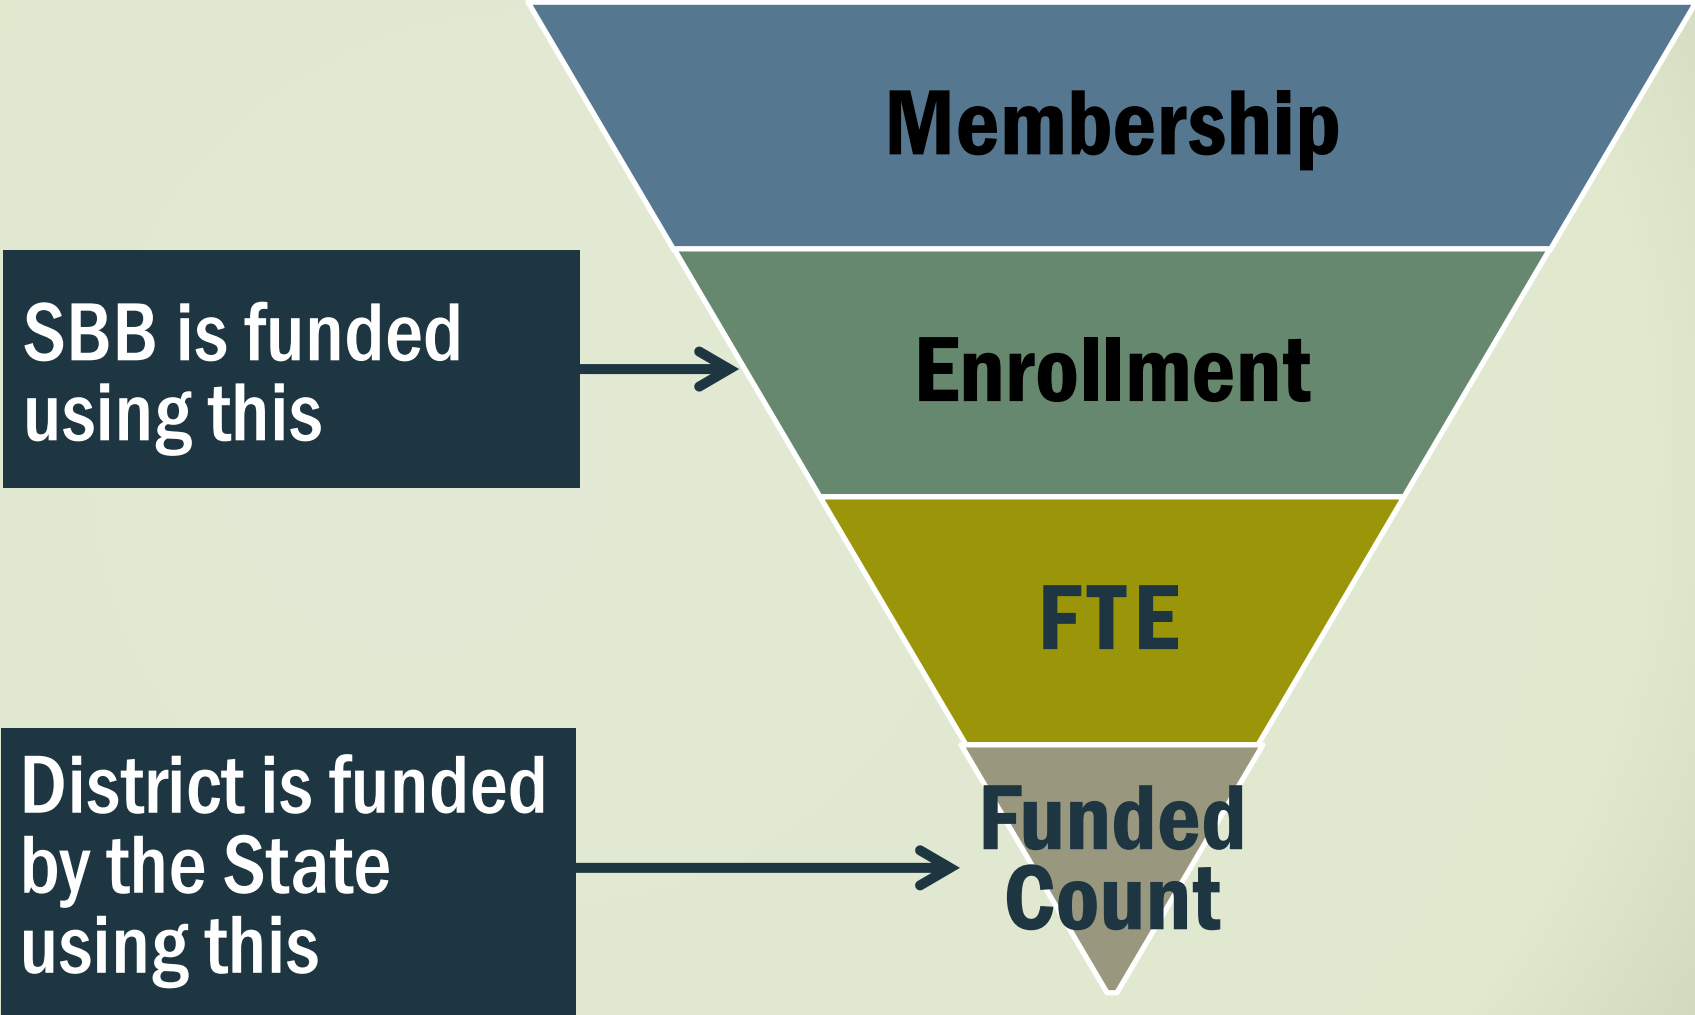 Membership
SBB is funded
using this
Enrollment
FTE
District is funded
by the State
using this
Funded
Count